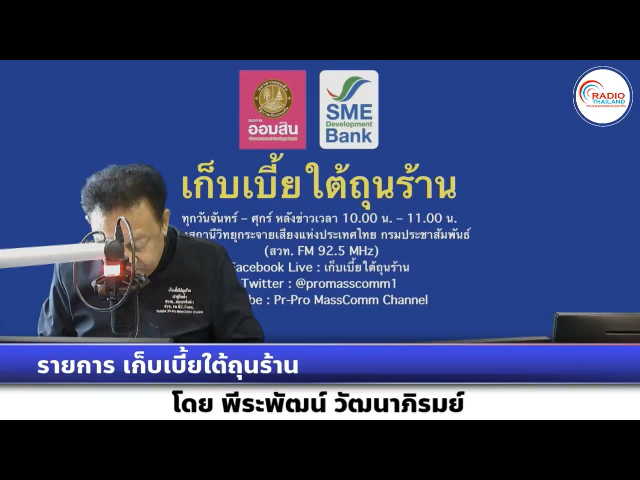 RADIO
THAILAND
ธนาคาร
ออมสิน
SME
Development
Bank
เก็บเบี้ยใต้ถุนร้าน
ทุกวันจันทร์ – ศุกร์ หลังข่าวเวลา 10.00 น. – 11.00 น.
สถานีวิทยุกระจายเสียงแห่งประเทศไทย กรมประชาสัมพันธ์
(สวท. FM 92.5 MHz)
Facebook Live : เก็บเบี้ยใต้ถุนร้าน
Twitter : @promasscomm1
be : Pr-Pro MassComm Channel
รายการ เก็บเบี้ยใต้ถุนร้าน
โดย พีระพัฒน์ วัฒนาภิรมย์